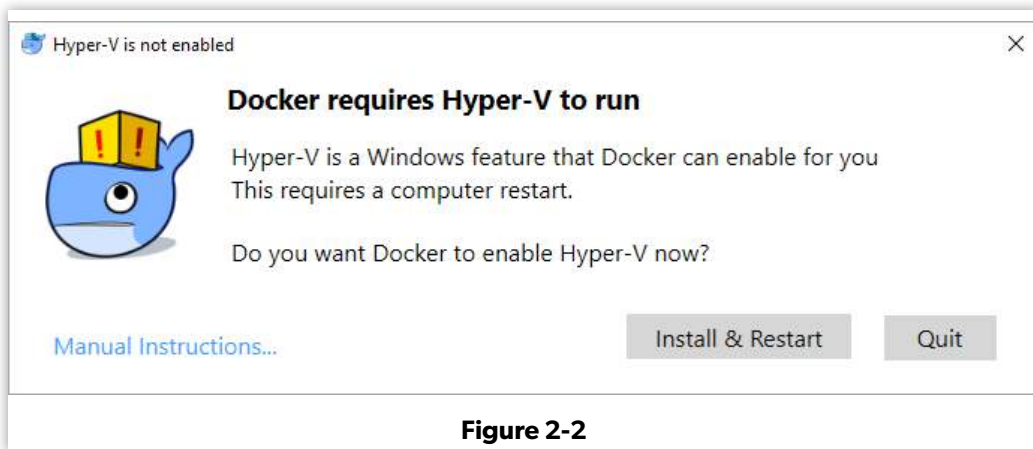 Hyper-V is not enabled
Docker requires Hyper-V to run
Hyper-V is a Windows feature that Docker can enable for you
This requires a computer restart.
Do you want Docker to enable Hyper-V now?
Manual Instructions...
Install & Restart
Quit
Figure 2-2